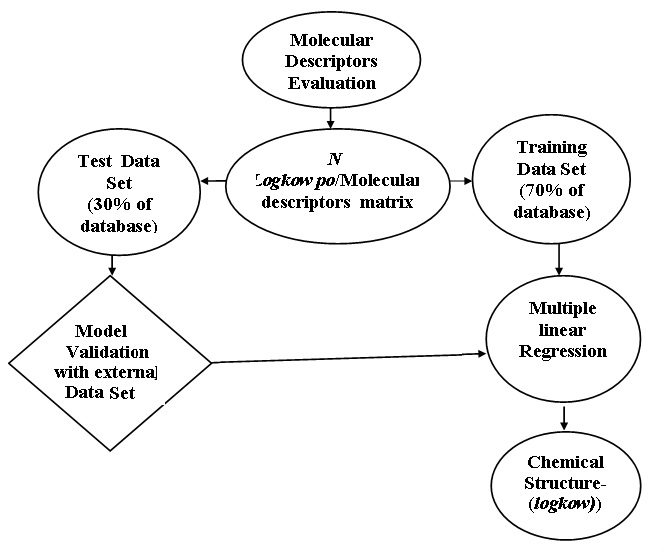 Molecular
Descriptors
Evaluation
Test Data
Set
(30% of
database)
N
Logkow po/Molecular
descriptors matrix
Training
Data Set
(70% of
database)
Model
Validation
with external
Data Set
Multiple
linear
Regression
Chemical
Structure-
(logkow))